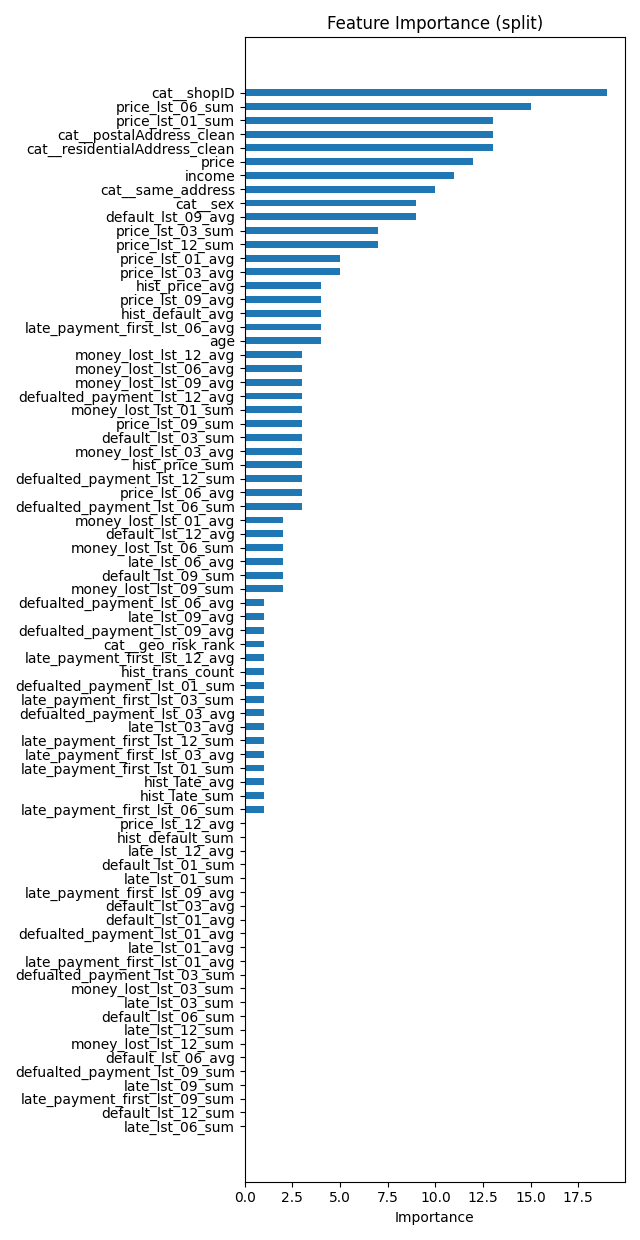 Feature Importance (split)
cat__shopID
price_lst_06_sum
price_lst_01_sum
cat__postalAddress_clean
cat__residentialAddress_clean
price
income
cat__same_address
cat__sex
default_lst_09_avg
price_lst_03_sum
price_lst_12_sum
price_lst_01_avg
price_lst_03_avg
hist_price_avg
price_lst_09_avg
hist_default_avg
late_payment_first_lst_06_avg
age
money_lost_lst_12_avg
money_lost_lst_06_avg
money_lost_lst_09_avg
defualted_payment_lst_12_avg
money_lost_lst_01_sum
price_lst_09_sum
default_lst_03_sum
money_lost_lst_03_avg
hist_price_sum
defualted_payment_lst_12_sum
price_lst_06_avg
defualted_payment_lst_06_sum
money_lost_lst_01_avg
default_lst_12_avg
money_lost_lst_06_sum
late_lst_06_avg
default_lst_09_sum
money_lost_lst_09_sum
defualted_payment_lst_06_avg
late_lst_09_avg
defualted_payment_lst_09_avg
cat__geo_risk_rank
late_payment_first_lst_12_avg
hist_trans_count
defualted_payment_lst_01_sum
late_payment_first_lst_03_sum
defualted_payment_lst_03_avg
late_lst_03_avg
late_payment_first_lst_12_sum
late_payment_first_lst_03_avg
late_payment_first_lst_01_sum
hist_late_avg
hist_late_sum
late_payment_first_lst_06_sum
price_lst_12_avg
hist_default_sum
late_lst_12_avg
default_lst_01_sum
late_lst_01_sum
late_payment_first_lst_09_avg
default_lst_03_avg
default_lst_01_avg
defualted_payment_lst_01_avg
late_lst_01_avg
late_payment_first_lst_01_avg
defualted_payment_lst_03_sum
money_lost_lst_03_sum
late_lst_03_sum
default_lst_06_sum
late_lst_12_sum
money_lost_lst_12_sum
default_lst_06_avg
defualted_payment_lst_09_sum
late_lst_09_sum
late_payment_first_lst_09_sum
default_lst_12_sum
late_lst_06_sum
0.0 2.5 5.0 7.5 10.0 12.5 15.0 17.5
Importance